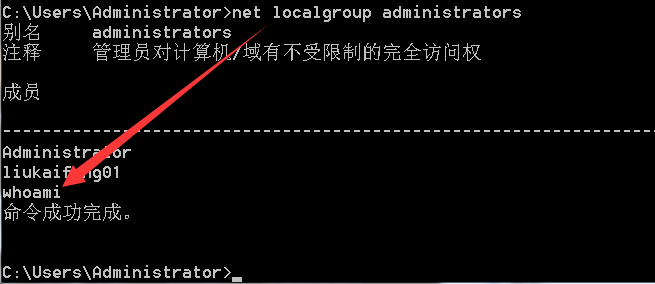 C:\Users\Administrator>net localgroup administrators
别名 administrators
注释 管理员对计算机/域有不受限制的完全访问权
成员
-------------------------------------------------------------------------------
Administrator
liukaifeng01
whoami
命令成功完成。
C:\Users\Administrator>_